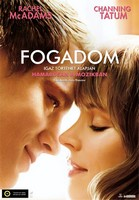 RACHEL McADAMS
CHANNING TATUM
FOGADOM
IGAZ TÖRTÉNET ALAPJÁN
HAMAROSAN A MOZIKBAN